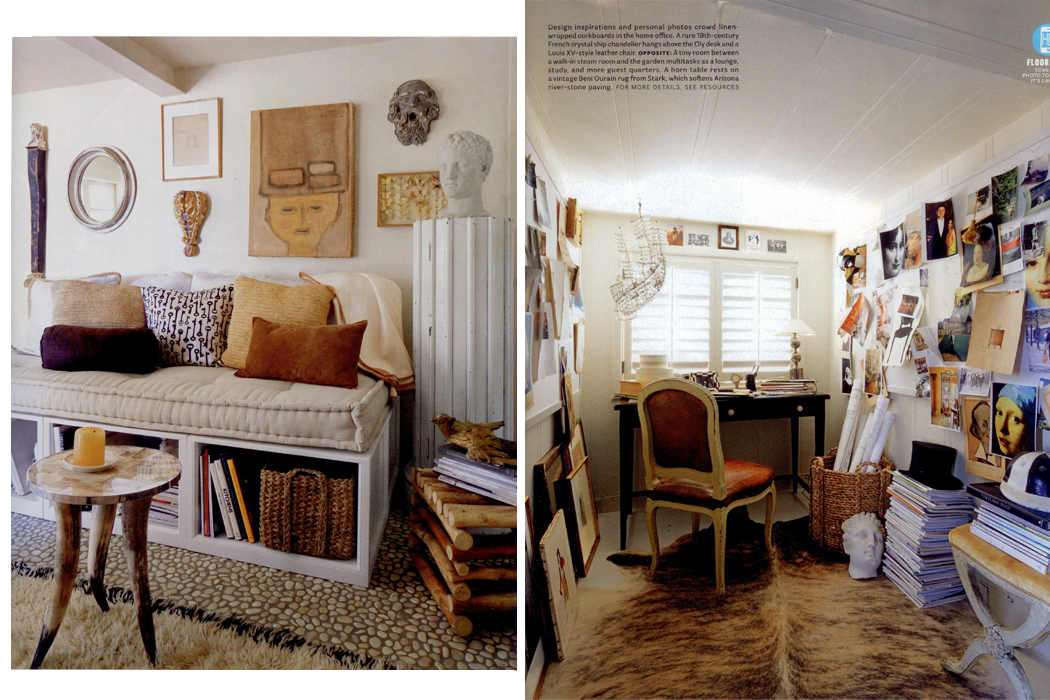 Design inspirations and personal photos crowd linen-
wrapped corkboards in the home office. A rare 19th-century
French crystal ship chandelier hangs above the Oly desk and a
Louis XV–style leather chair. OPPOSITE: A tiny room between
a walk-in steam room and the garden multitasks as a lounge,
study, and more guest quarters. A horn table rests on
a vintage Beni Ourain rug from Stark, which softens Arizona
river-stone paving. FOR MORE DETAILS, SEE RESOURCES
FLOOR
SCAN
PHOTO TO